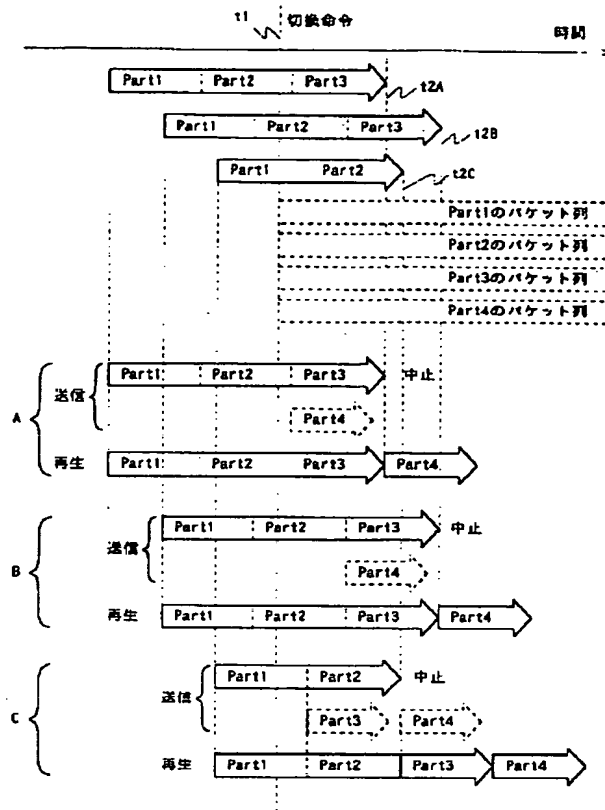 t1 切換命令
時間
Part1 Part2 Part3
t2A
Part1 Part2 Part3
t2B
Part1 Part2
t2C
Part1のパケット列
Part2のパケット列
Part3のパケット列
Part4のパケット列
A 送信 Part1 Part2 Part3 中止
Part4
再生 Part1 Part2 Part3 Part4
B 送信 Part1 Part2 Part3 中止
Part4
再生 Part1 Part2 Part3 Part4
C 送信 Part1 Part2 中止
Part3 Part4
再生 Part1 Part2 Part3 Part4